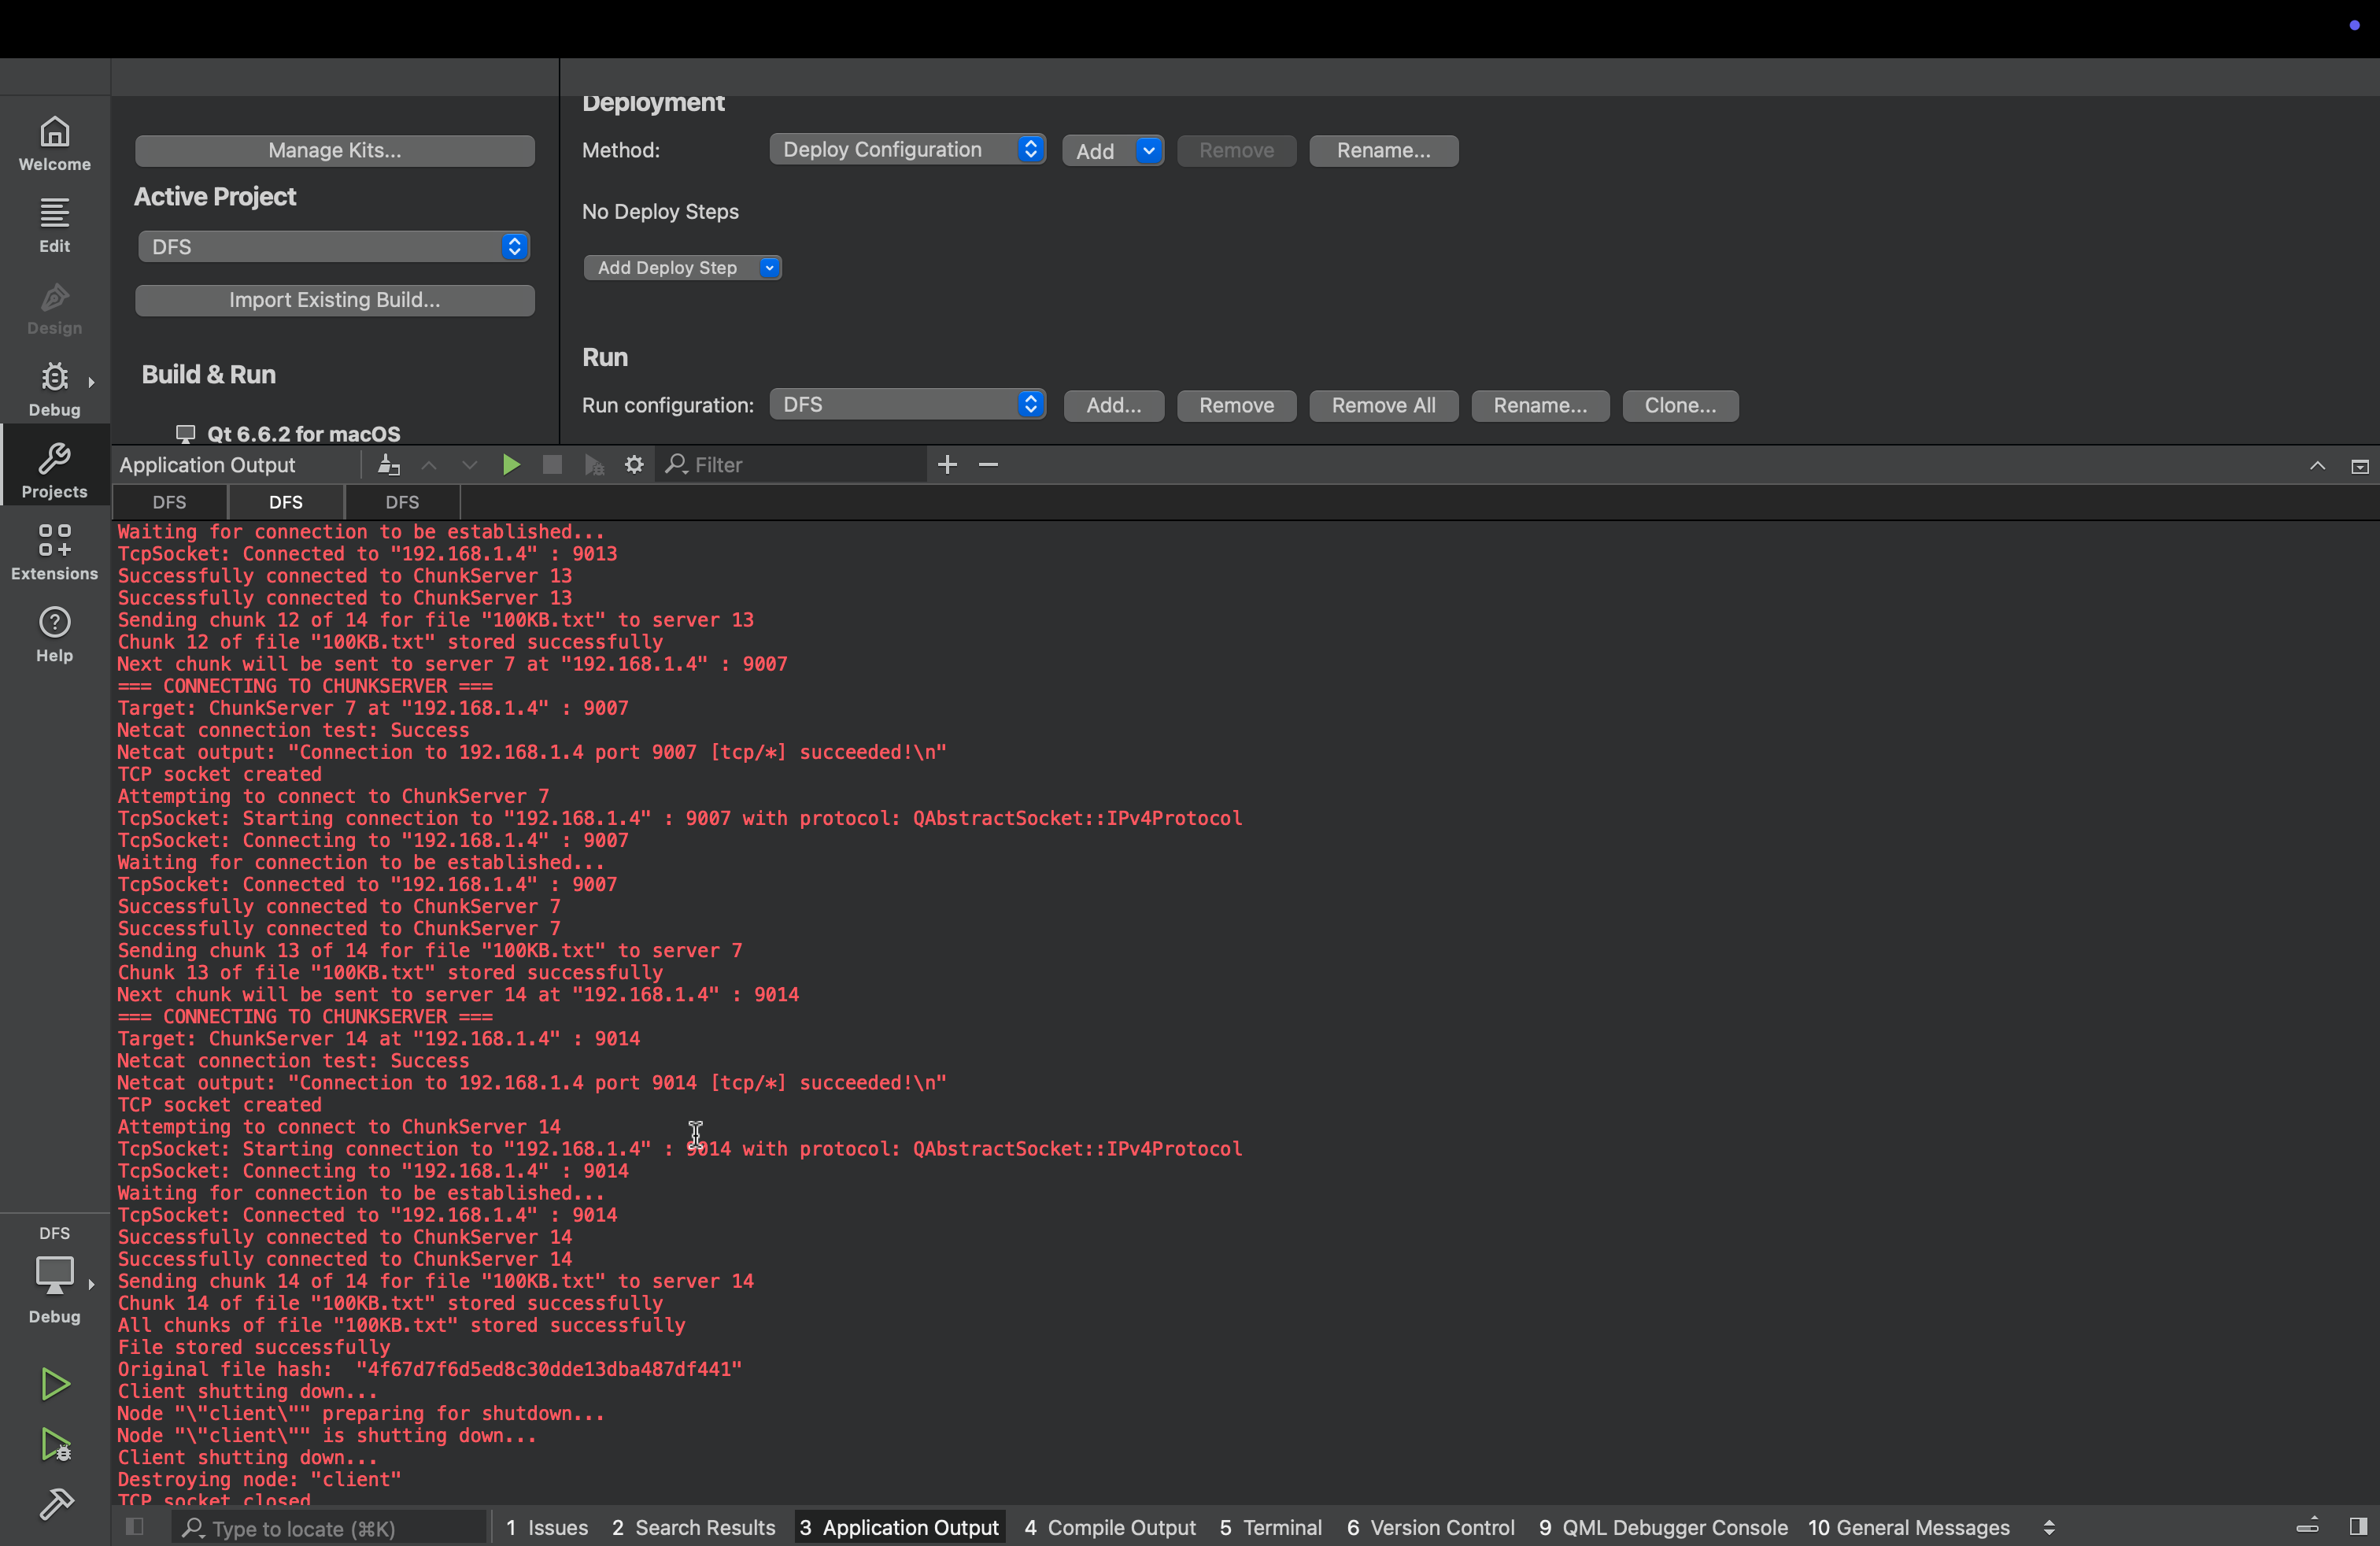 Deployment
Manage Kits...
Method:
Deploy Configuration
Add
Remove
Rename...
Active Project
DFS
No Deploy Steps
Add Deploy Step
Import Existing Build...
Build & Run
Qt 6.6.2 for macOS
Run
Run configuration:
DFS
Add...
Remove
Remove All
Rename...
Clone...
Welcome
Edit
Design
Debug
Projects
Extensions
Help
Application Output
Filter
DFS
DFS
DFS
Waiting for connection to be established...
TcpSocket: Connected to "192.168.1.4" : 9013
Successfully connected to ChunkServer 13
Successfully connected to ChunkServer 13
Sending chunk 12 of 14 for file "100KB.txt" to server 13
Chunk 12 of file "100KB.txt" stored successfully
Next chunk will be sent to server 7 at "192.168.1.4" : 9007
=== CONNECTING TO CHUNKSERVER ===
Target: ChunkServer 7 at "192.168.1.4" : 9007
Netcat connection test: Success
Netcat output: "Connection to 192.168.1.4 port 9007 [tcp/*] succeeded!\n"
TCP socket created
Attempting to connect to ChunkServer 7
TcpSocket: Starting connection to "192.168.1.4" : 9007 with protocol: QAbstractSocket::IPv4Protocol
TcpSocket: Connecting to "192.168.1.4" : 9007
Waiting for connection to be established...
TcpSocket: Connected to "192.168.1.4" : 9007
Successfully connected to ChunkServer 7
Successfully connected to ChunkServer 7
Sending chunk 13 of 14 for file "100KB.txt" to server 7
Chunk 13 of file "100KB.txt" stored successfully
Next chunk will be sent to server 14 at "192.168.1.4" : 9014
=== CONNECTING TO CHUNKSERVER ===
Target: ChunkServer 14 at "192.168.1.4" : 9014
Netcat connection test: Success
Netcat output: "Connection to 192.168.1.4 port 9014 [tcp/*] succeeded!\n"
TCP socket created
Attempting to connect to ChunkServer 14
TcpSocket: Starting connection to "192.168.1.4" : 9014 with protocol: QAbstractSocket::IPv4Protocol
TcpSocket: Connecting to "192.168.1.4" : 9014
Waiting for connection to be established...
TcpSocket: Connected to "192.168.1.4" : 9014
Successfully connected to ChunkServer 14
Successfully connected to ChunkServer 14
Sending chunk 14 of 14 for file "100KB.txt" to server 14
Chunk 14 of file "100KB.txt" stored successfully
All chunks of file "100KB.txt" stored successfully
File stored successfully
Original file hash:  "4f67d7f6d5ed8c30dde13dba487df441"
Client shutting down...
Node "\"client\"" preparing for shutdown...
Node "\"client\"" is shutting down...
Client shutting down...
Destroying node: "client"
TCP socket closed
DFS
Debug
Type to locate (⌘K)
1 Issues
2 Search Results
3 Application Output
4 Compile Output
5 Terminal
6 Version Control
9 QML Debugger Console
10 General Messages